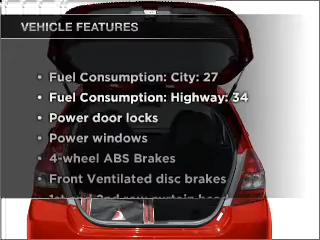 VEHICLE FEATURES
• Fuel Consumption: City: 27
• Fuel Consumption: Highway: 34
• Power door locks
• Power windows
• 4-wheel ABS Brakes
• Front Ventilated disc brakes